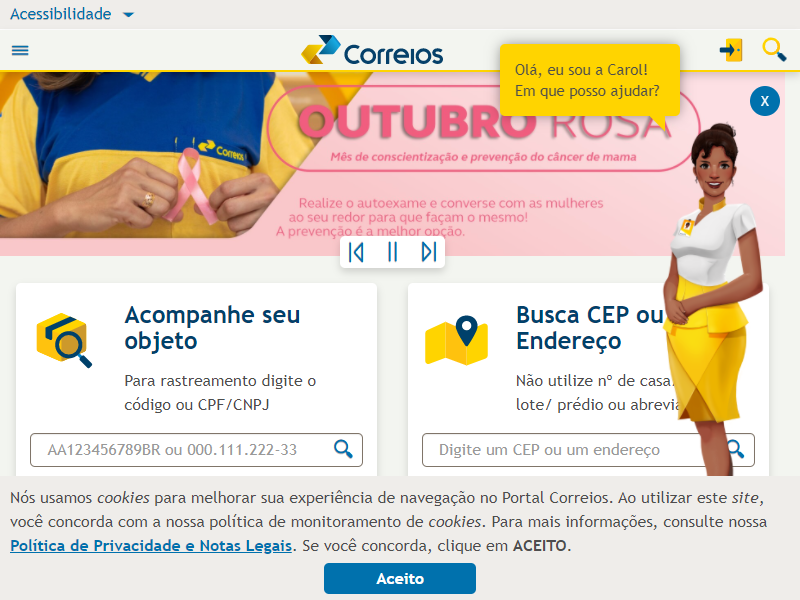 Acessibilidade
Correios
Olá, eu sou a Carol!
Em que posso ajudar?
X
Correios
OUTUBRO ROSA
Mês de conscientização e prevenção do câncer de mama
Realize o autoexame e converse com as mulheres
ao seu redor para que façam o mesmo!
A prevenção é a melhor opção.
Acompanhe seu
objeto
Para rastreamento digite o
código ou CPF/CNPJ
AA123456789BR ou 000.111.222-33
Busca CEP ou
Endereço
Não utilize nº de casa
lote/ prédio ou abrevia
Digite um CEP ou um endereço
Nós usamos cookies para melhorar sua experiência de navegação no Portal Correios. Ao utilizar este site,
você concorda com a nossa política de monitoramento de cookies. Para mais informações, consulte nossa
Política de Privacidade e Notas Legais. Se você concorda, clique em ACEITO.
Aceito